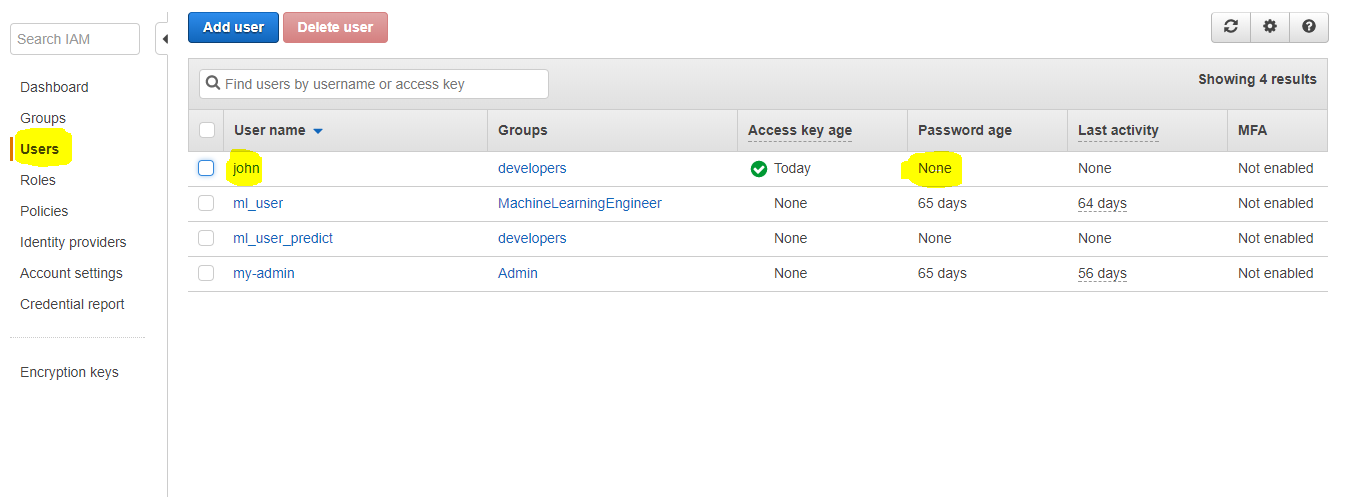 Add user Delete user
Search IAM
Find users by username or access key Showing 4 results
Dashboard
Groups
Users
Roles
Policies
Identity providers
Account settings
Credential report
Encryption keys
User name Groups Access key age Password age Last activity MFA
john developers Today None None Not enabled
ml_user MachineLearningEngineer None 65 days 64 days Not enabled
ml_user_predict developers None None None Not enabled
my-admin Admin None 65 days 56 days Not enabled